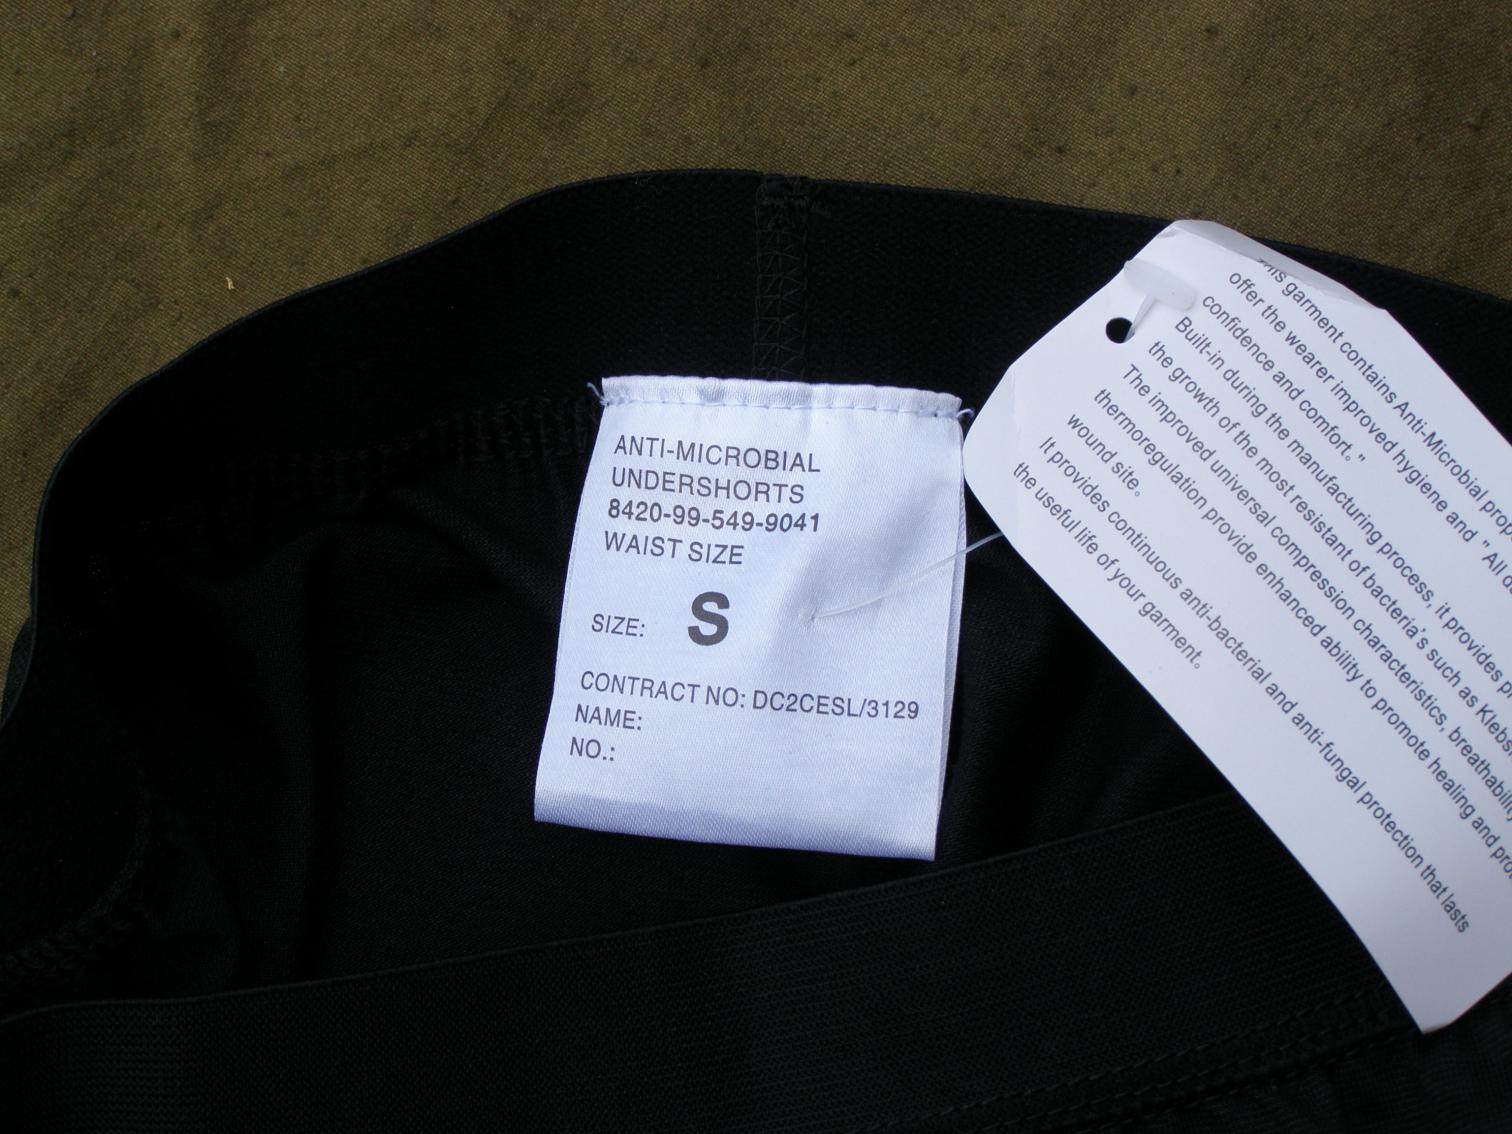 ANTI-MICROBIAL
UNDERSHORTS
8420-99-549-9041
WAIST SIZE
SIZE: S
CONTRACT NO: DC2CESL/3129
NAME:
NO.:
garment contains Anti-Microbial
offer the wearer improved hygiene and "All
confidence and comfort。"
Built-in during the manufacturing process, it provides
the growth of the most resistant of bacteria's such as
The improved universal compression characteristics,
thermoregulation provide enhanced ability to promote healing and
wound site。
It provides continuous anti-bacterial and anti-fungal protection that lasts
the useful life of your garment。